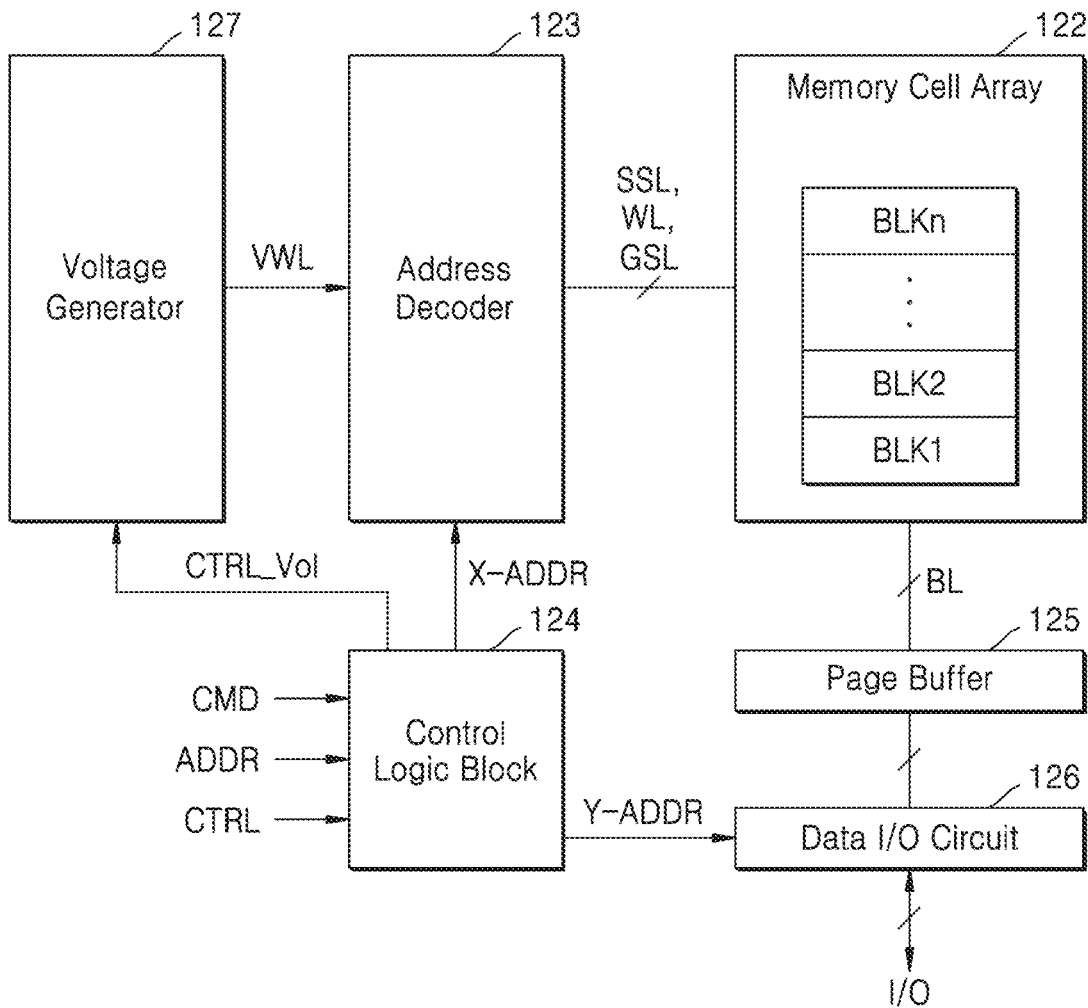 127
123
122
Voltage
Generator
VWL
Address
Decoder
SSL,
WL,
GSL
Memory Cell Array
BLKn
BLK2
BLK1
CTRL_Vol
X-ADDR
BL
124
125
CMD
ADDR
CTRL
Control
Logic Block
Page Buffer
Y-ADDR
126
Data I/O Circuit
I/O